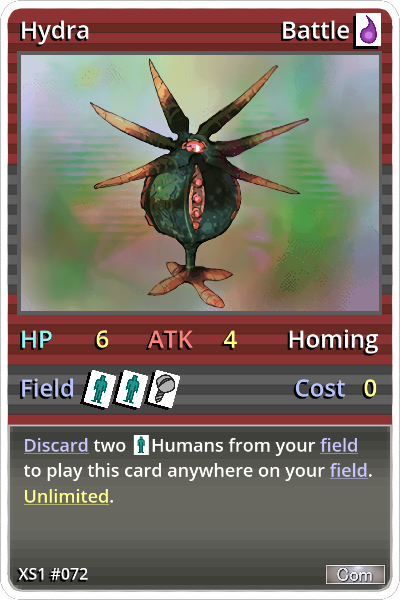 Hydra Battle
HP 6 ATK 4 Homing
Field Cost 0
Discard two Humans from your field
to play this card anywhere on your field.
Unlimited.
XS1 #072 Com